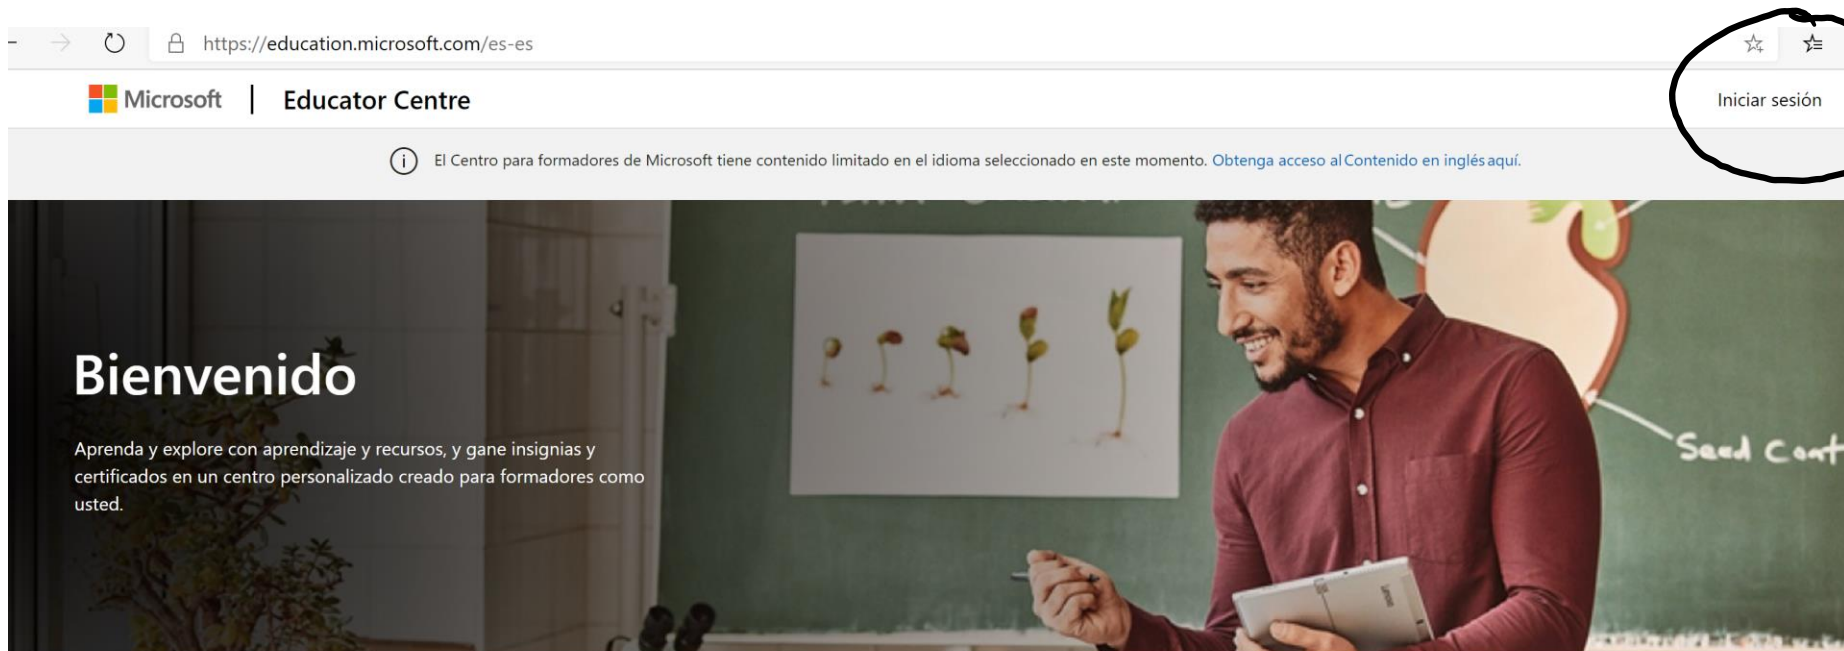 https://education.microsoft.com/es-es
Microsoft | Educator Centre
Iniciar sesión
El Centro para formadores de Microsoft tiene contenido limitado en el idioma seleccionado en este momento. Obtenga acceso al Contenido en inglés aquí.
Bienvenido
Aprenda y explore con aprendizaje y recursos, y gane insignias y
certificados en un centro personalizado creado para formadores como
usted.
Seed Cont
Lenovo